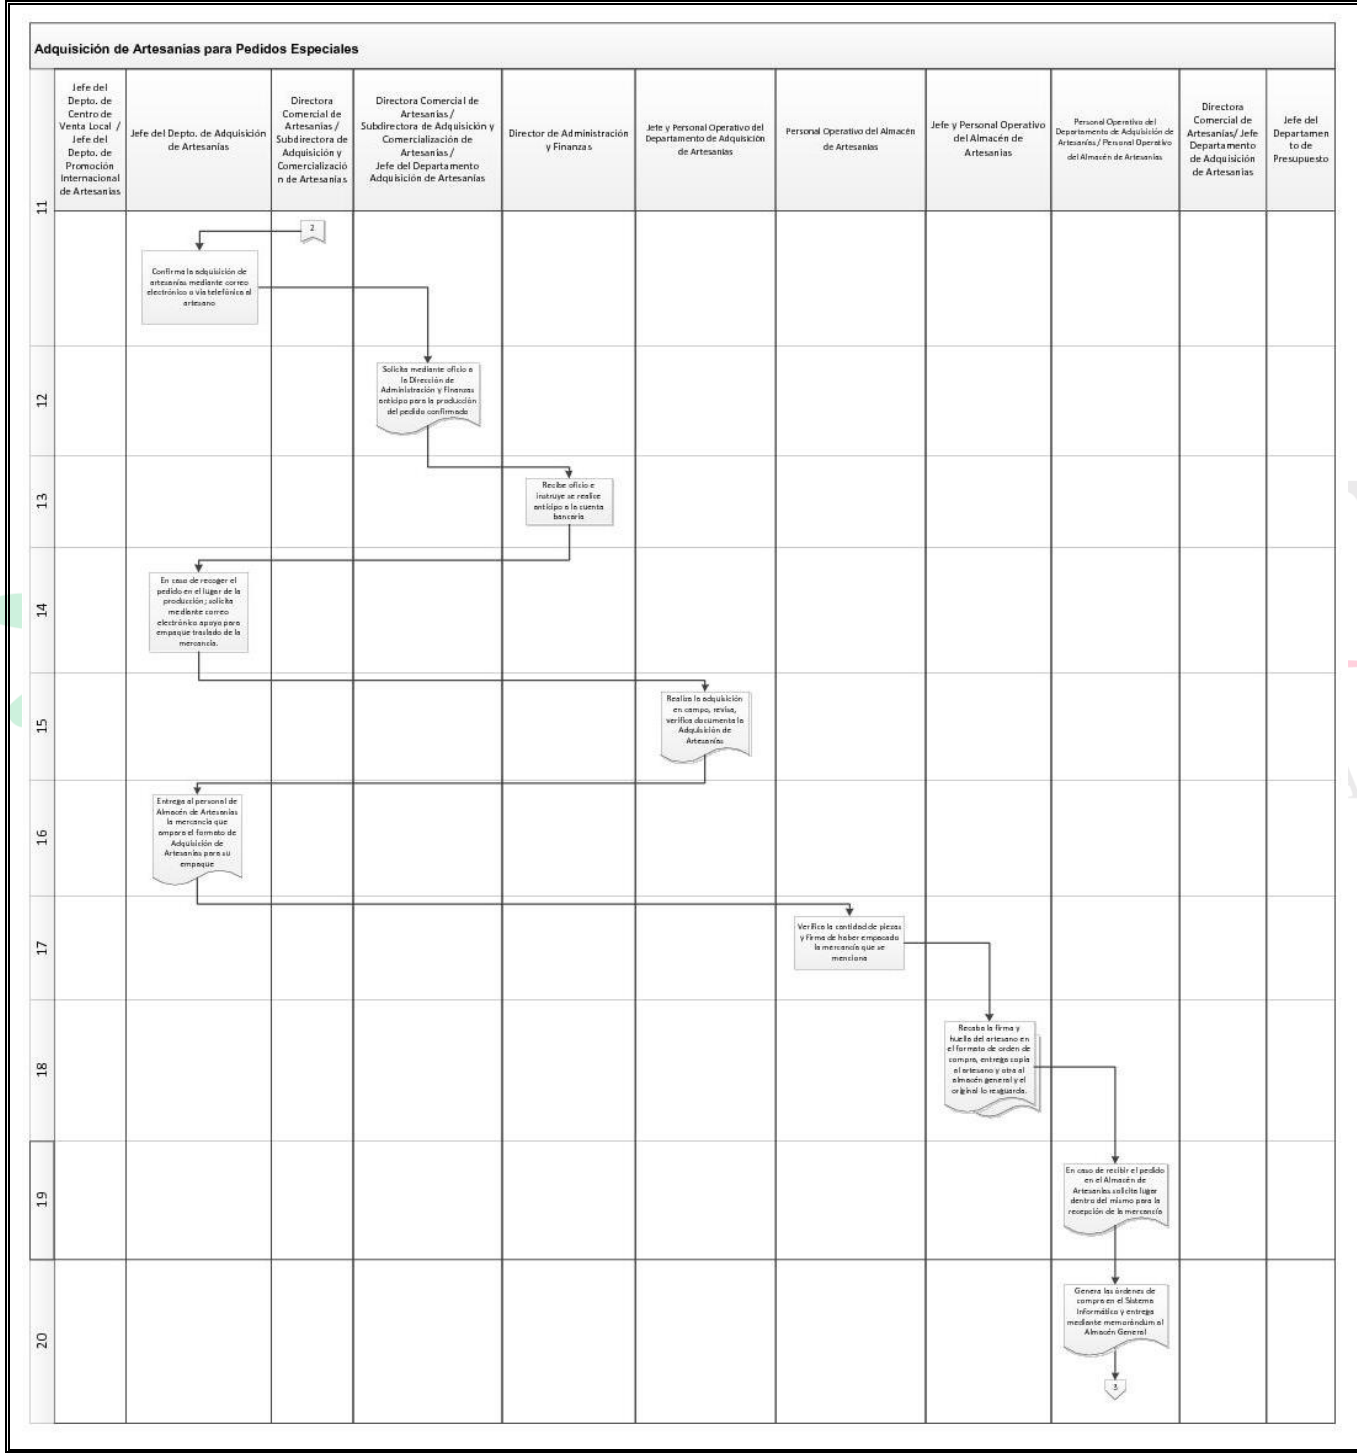 Adquisición de Artesanías para Pedidos Especiales
Jefe del
Depto. de
Centro de
Venta Local /
Jefe del
Depto. de
Promoción
Internacional
de Artesanías
Jefe del Depto. de Adquisición
de Artesanías
Directora
Comercial de
Artesanías /
Subdirectora de
Adquisición y
Comercializació
n de Artesanías
Directora Comercial de
Artesanías /
Subdirectora de Adquisición y
Comercialización de
Artesanías /
Jefe del Departamento
Adquisición de Artesanías
Director de Administración
y Finanzas
Jefe y Personal Operativo del
Departamento de Adquisición
de Artesanías
Personal Operativo del Almacén
de Artesanías
Jefe y Personal Operativo
del Almacén de
Artesanías
Personal Operativo del
Departamento de Adquisición de
Artesanías / Personal Operativo
del Almacén de Artesanías
Directora
Comercial de
Artesanías/ Jefe
Departamento
de Adquisición
de Artesanías
Jefe del
Departamen
to de
Presupuesto
11
2
Confirma la adquisición de
artesanías mediante correo
electrónico o vía telefónica al
artesano
12
Solicita mediante oficio a
la Dirección de
Administración y Finanzas
anticipo para la producción
del pedido confirmado
13
Recibe oficio e
instruye se realice
anticipo a la cuenta
bancaria
14
En caso de recoger el
pedido en el lugar de la
producción; solicita
mediante correo
electrónico apoyo para
empaque traslado de la
mercancía.
15
Realiza la adquisición
en campo, revisa,
verifica documenta la
Adquisición de
Artesanías
16
Entrega al personal de
Almacén de Artesanías
la mercancía que
ampara el formato de
Adquisición de
Artesanías para su
empaque
17
Verifica la cantidad de piezas
y Firma de haber empacado
la mercancía que se
menciona
18
Recaba la firma y
huella del artesano en
el formato de orden de
compra, entrega copia
al artesano y otra al
almacén general y el
original lo resguarda.
19
En caso de recibir el pedido
en el Almacén de
Artesanías solicita lugar
dentro del mismo para la
recepción de la mercancía
20
Genera las órdenes de
compra en el Sistema
Informático y entrega
mediante memorándum al
Almacén General
3